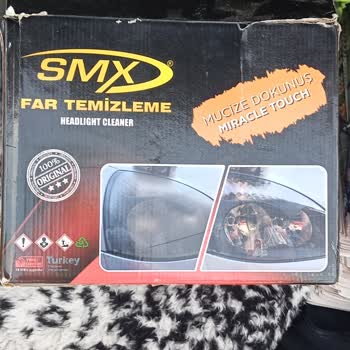 SMX®
FAR TEMİZLEME
HEADLIGHT CLEANER
MUCİZE DOKUNUŞ
MIRACLE TOUCH
100%
ORIGINAL
Turkey